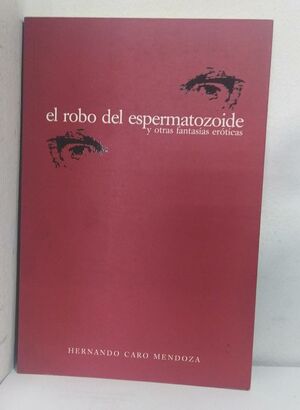 el robo del espermatozoide
y otras fantasías eróticas
HERNANDO CARO MENDOZA